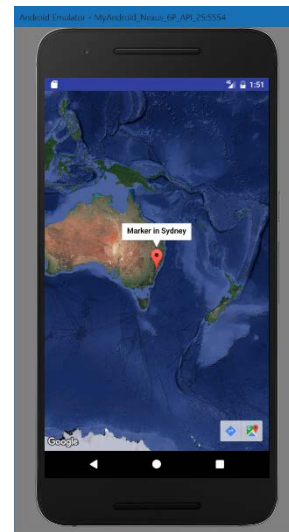 Android Emulator - MyAndroid_Nexus_6P_API_25:5554
1:51
Marker in Sydney
Google